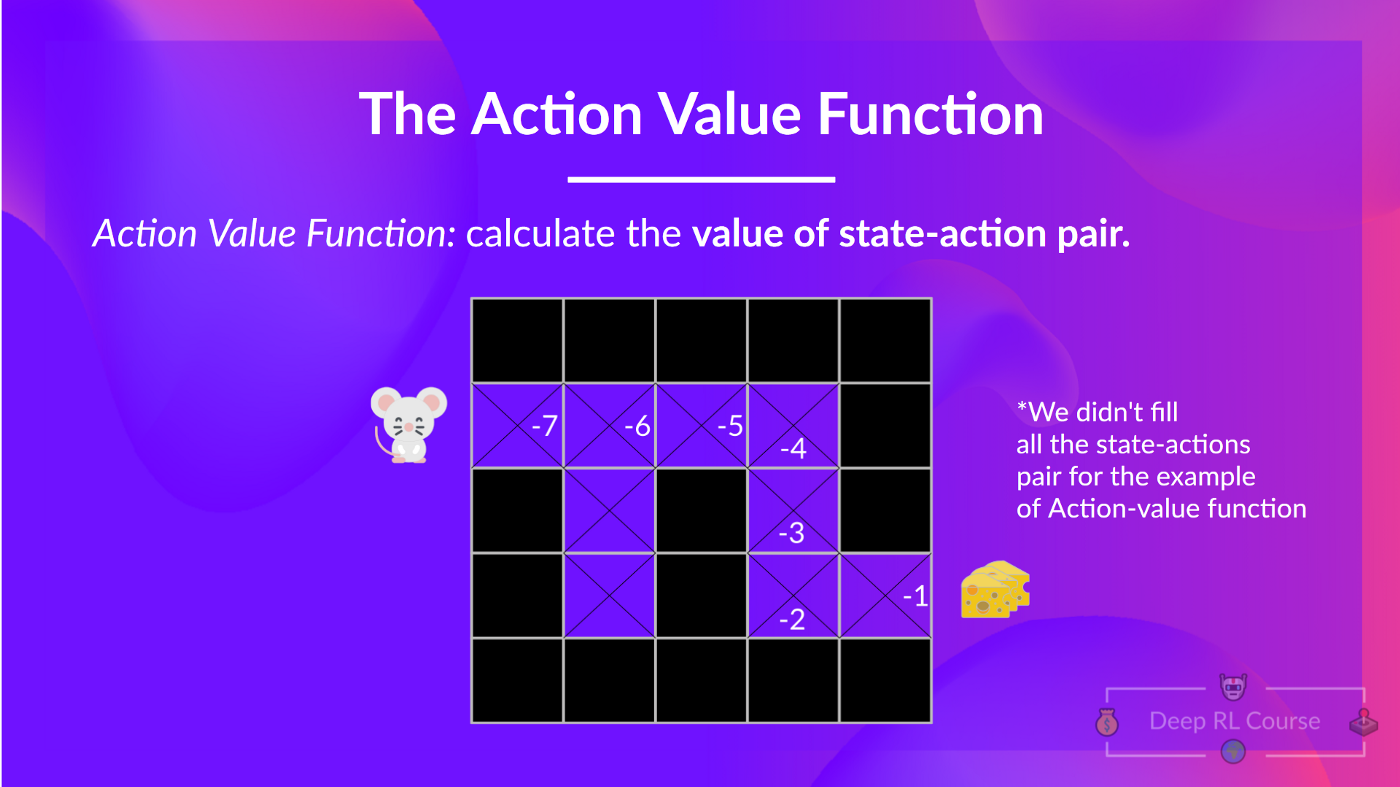 The Action Value Function
Action Value Function: calculate the value of state-action pair.
-7 -6 -5 -4
-3
-2 -1
*We didn't fill
all the state-actions
pair for the example
of Action-value function
Deep RL Course